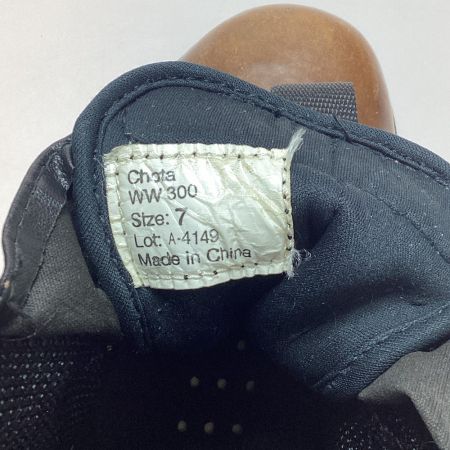 Chota
WW 300
Size: 7
Lot: A-4149
Made in China